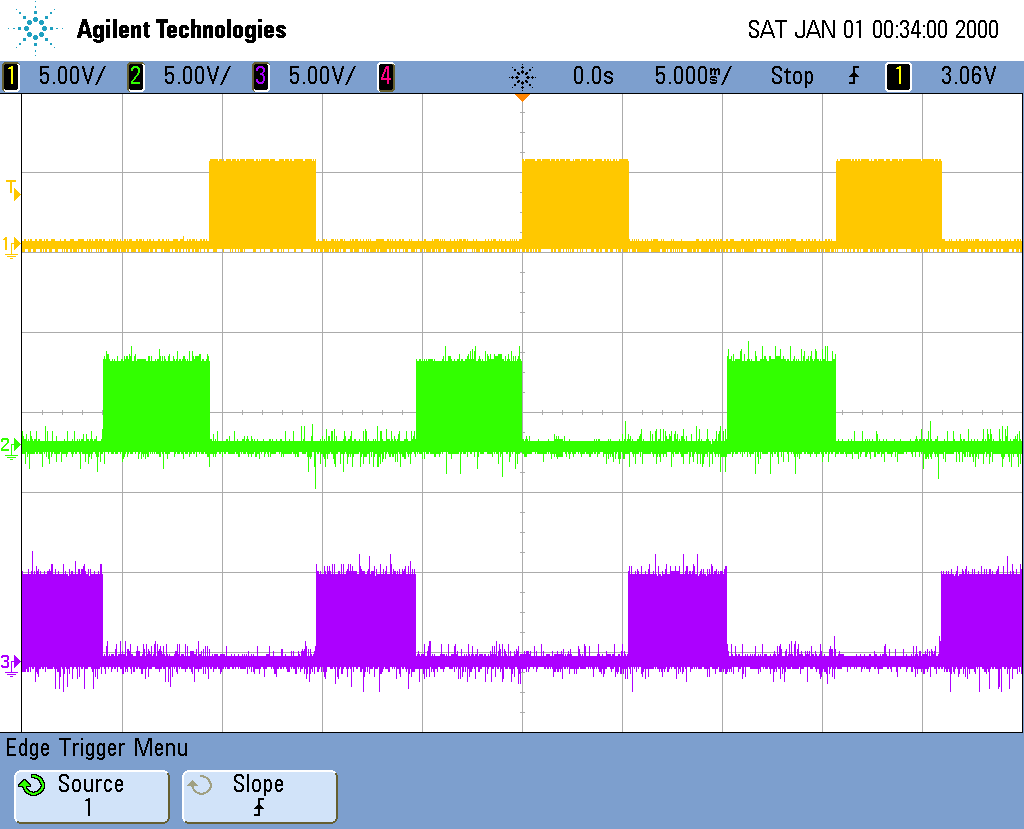 Agilent Technologies
SAT JAN 01 00:34:00 2000
1 5.00V/ 2 5.00V/ 3 5.00V/ 4 0.0s 5.000ms/ Stop 1 3.06V
T
1
2
3
Edge Trigger Menu
Source
1
Slope